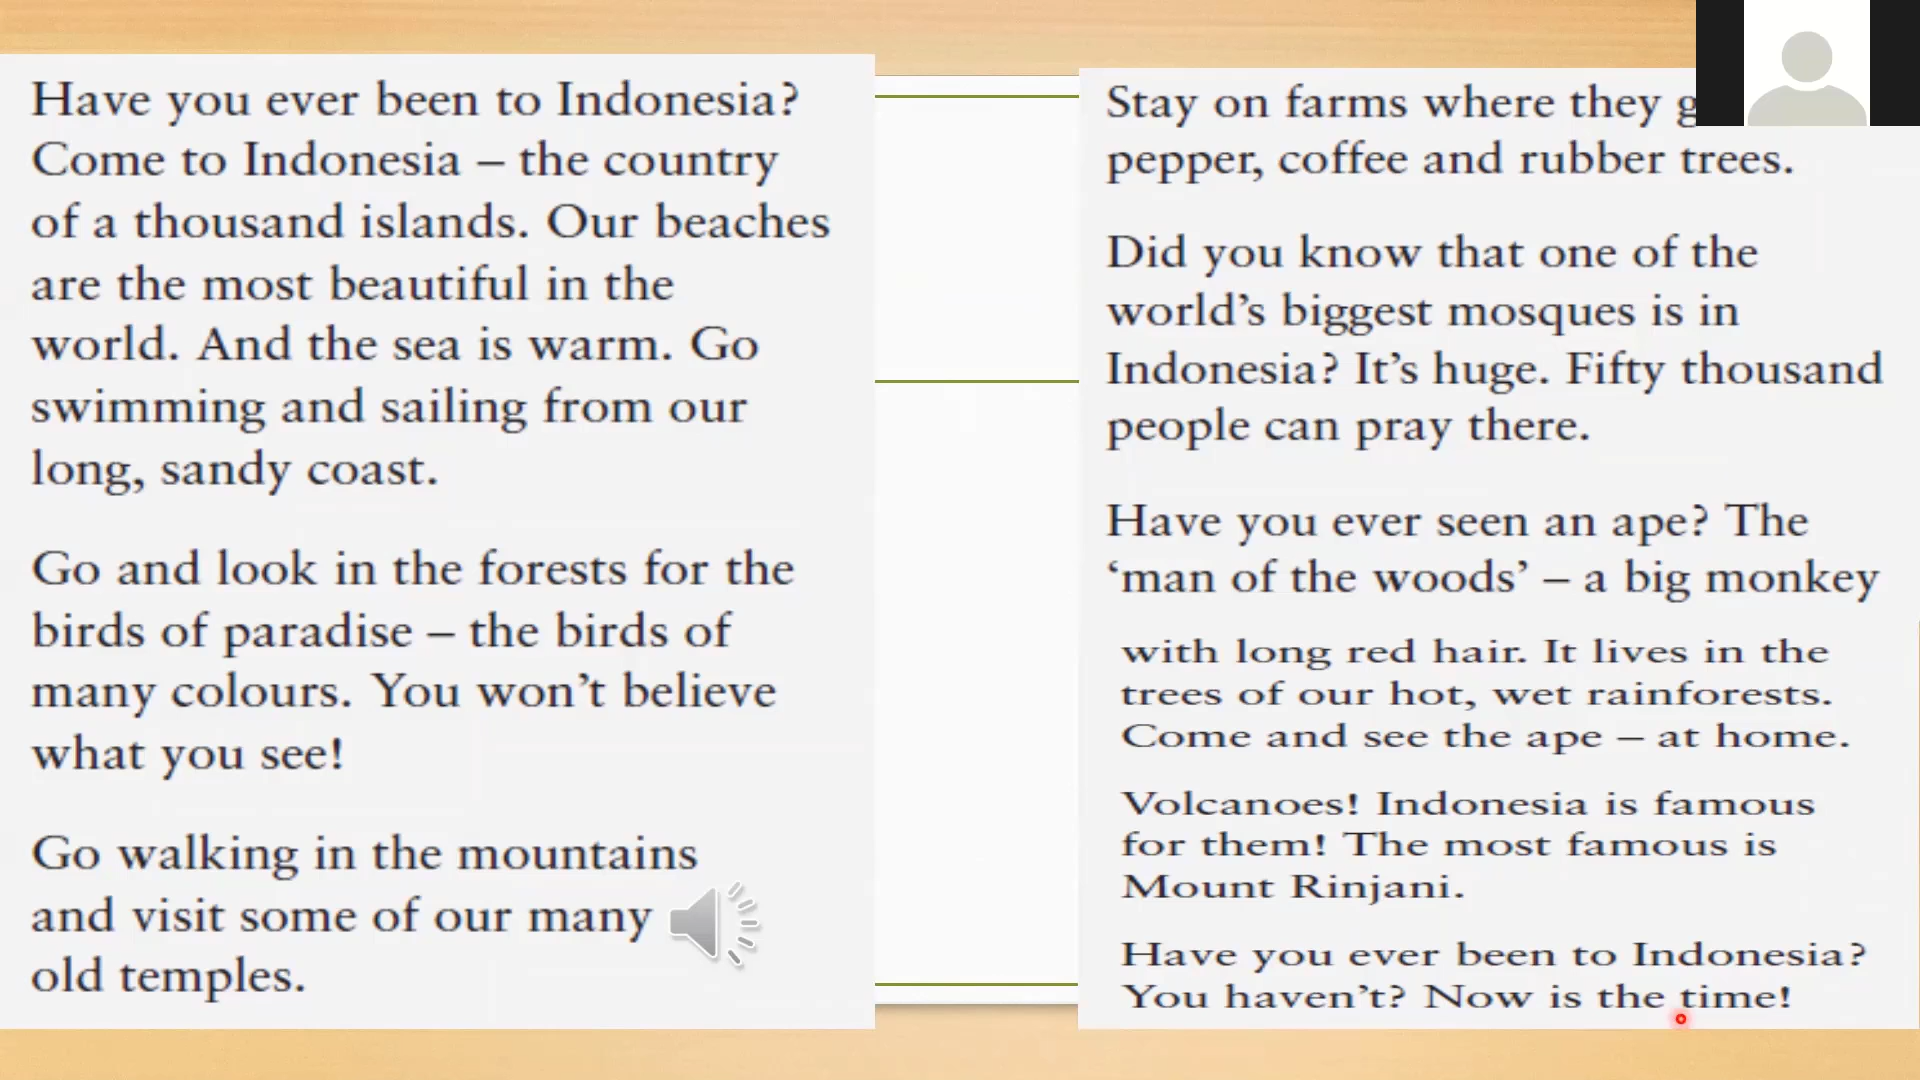 Have you ever been to Indonesia?
Come to Indonesia – the country
of a thousand islands. Our beaches
are the most beautiful in the
world. And the sea is warm. Go
swimming and sailing from our
long, sandy coast.
Go and look in the forests for the
birds of paradise – the birds of
many colours. You won’t believe
what you see!
Go walking in the mountains
and visit some of our many
old temples.
Stay on farms where they
pepper, coffee and rubber trees.
Did you know that one of the
world’s biggest mosques is in
Indonesia? It’s huge. Fifty thousand
people can pray there.
Have you ever seen an ape? The
‘man of the woods’ – a big monkey
with long red hair. It lives in the
trees of our hot, wet rainforests.
Come and see the ape – at home.
Volcanoes! Indonesia is famous
for them! The most famous is
Mount Rinjani.
Have you ever been to Indonesia?
You haven’t? Now is the time!